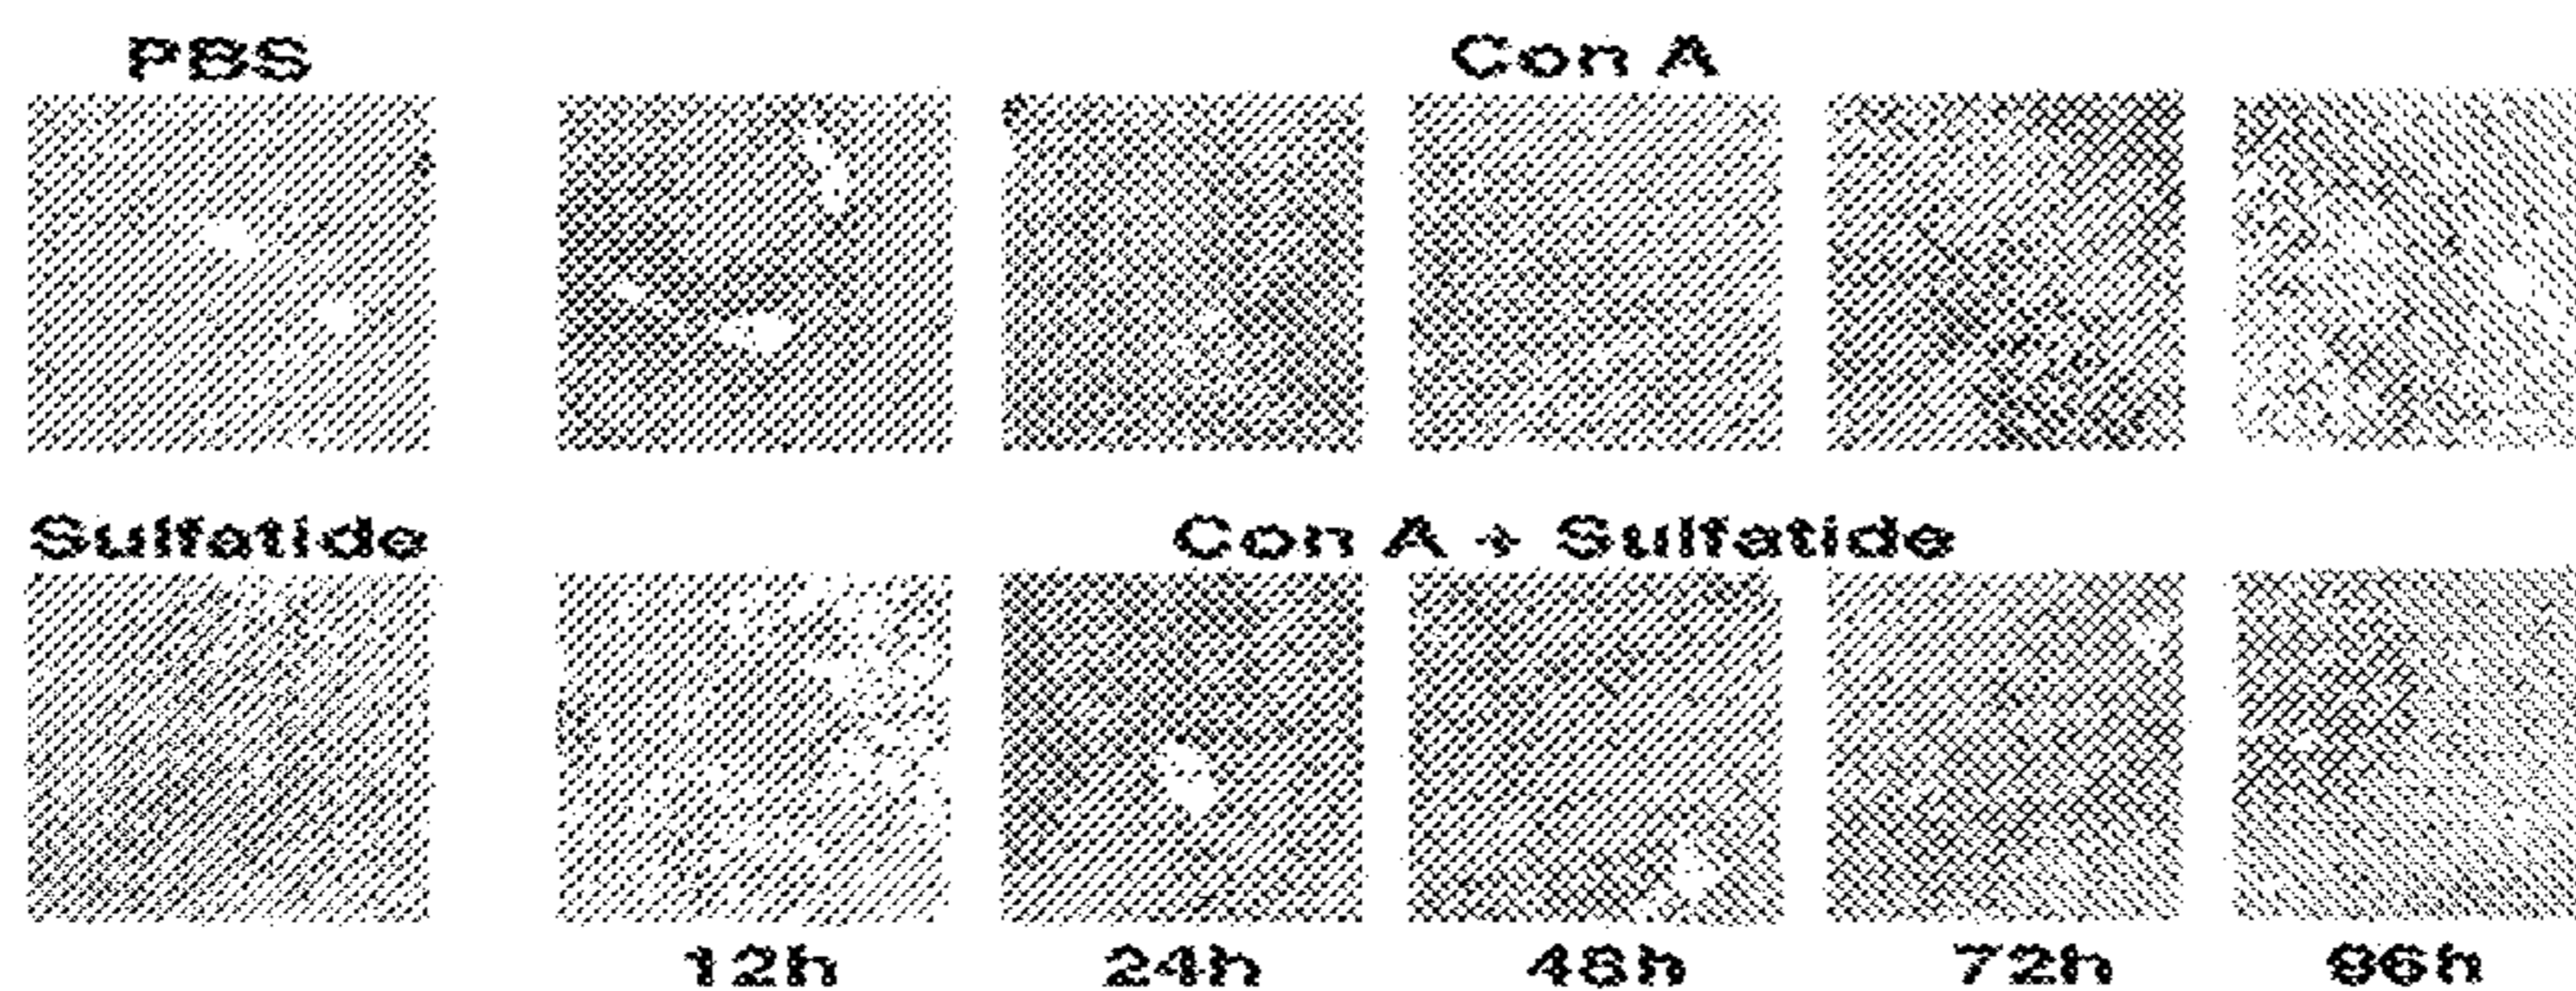 PBS
Con A
Sulfatide
Con A + Sulfatide
12h
24h
48h
72h
96h